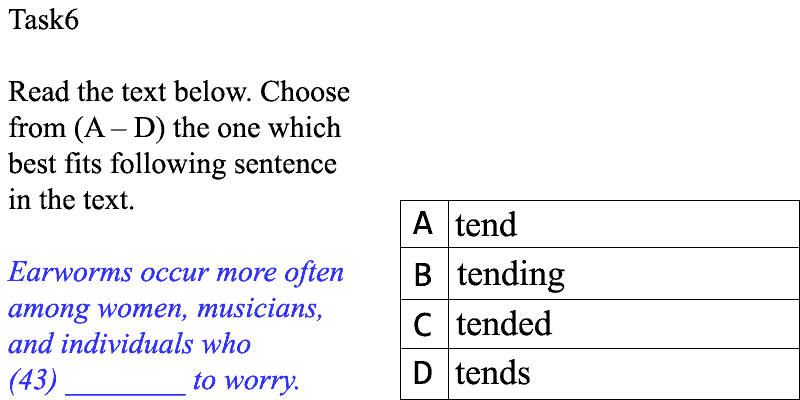 Task6
Read the text below. Choose
from (A – D) the one which
best fits following sentence
in the text.
Earworms occur more often
among women, musicians,
and individuals who
(43) ________ to worry.
A tend
B tending
C tended
D tends